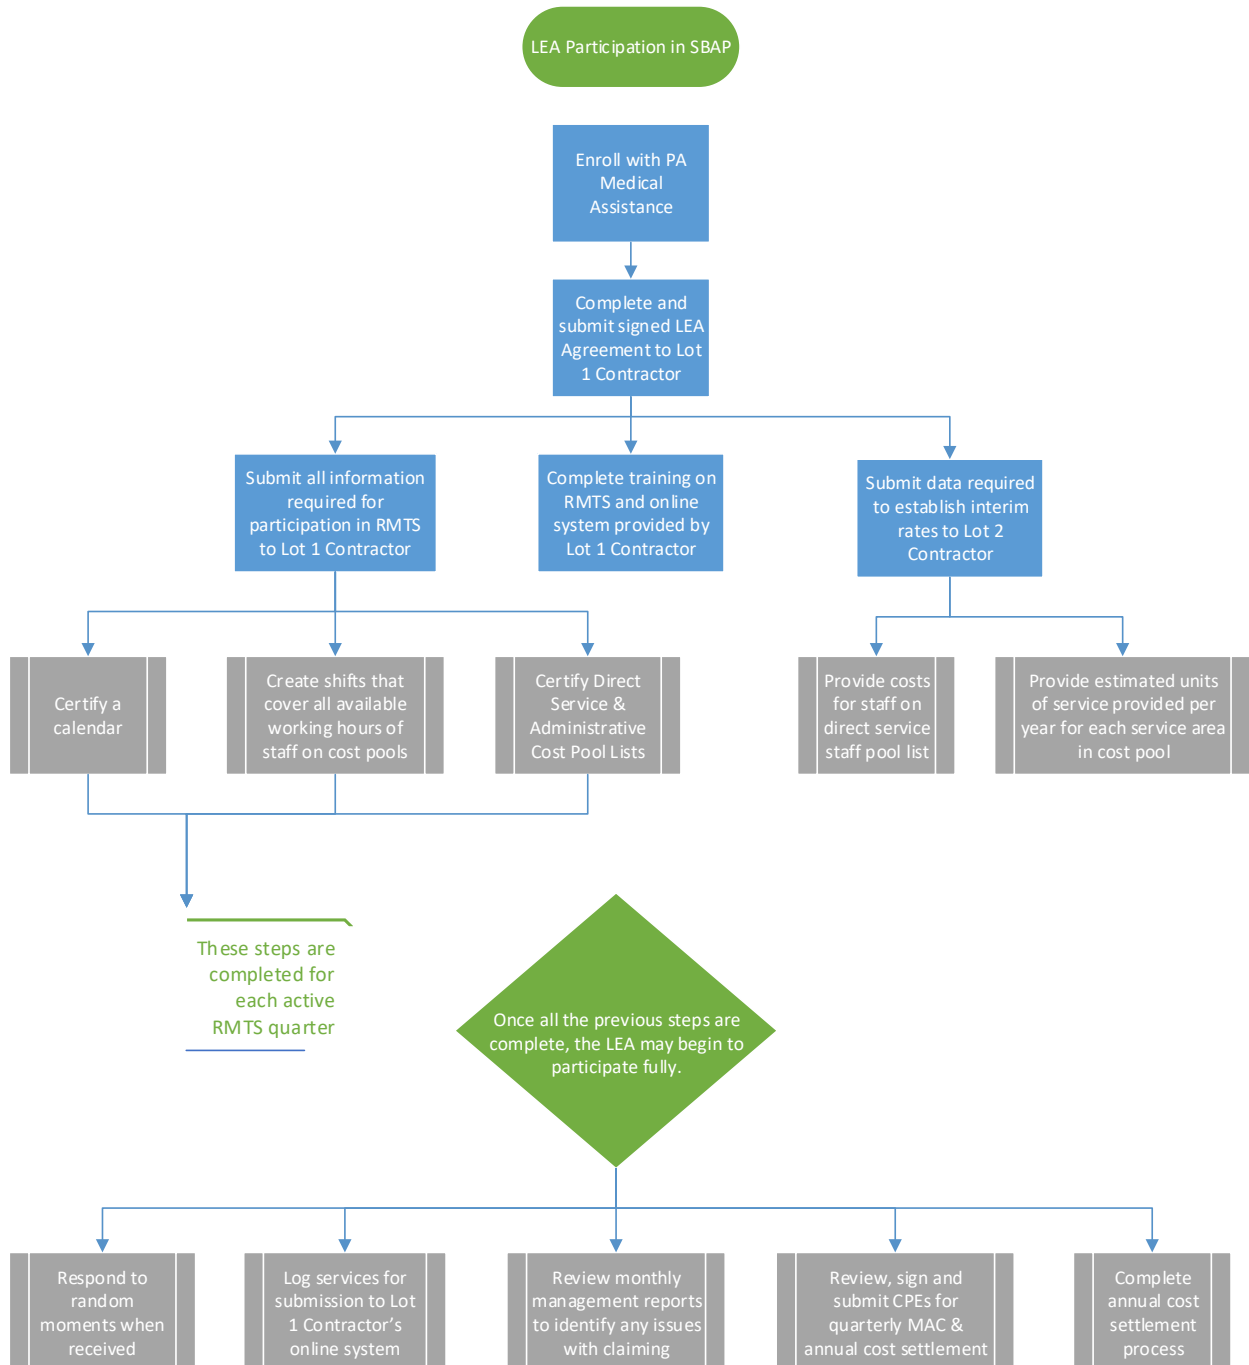 LEA Participation in SBAP
Enroll with PA
Medical
Assistance
Complete and
submit signed LEA
Agreement to Lot
1 Contractor
Submit all information
required for
participation in RMTS
to Lot 1 Contractor
Complete training on
RMTS and online
system provided by
Lot 1 Contractor
Submit data required
to establish interim
rates to Lot 2
Contractor
Certify a
calendar
Create shifts that
cover all available
working hours of
staff on cost pools
Certify Direct
Service &
Administrative
Cost Pool Lists
Provide costs
for staff on
direct service
staff pool list
Provide estimated units
of service provided per
year for each service area
in cost pool
These steps are
completed for
each active
RMTS quarter
Once all the previous steps are
complete, the LEA may begin to
participate fully.
Respond to
random
moments when
received
Log services for
submission to Lot
1 Contractor’s
online system
Review monthly
management reports
to identify any issues
with claiming
Review, sign and
submit CPEs for
quarterly MAC &
annual cost settlement
Complete
annual cost
settlement
process